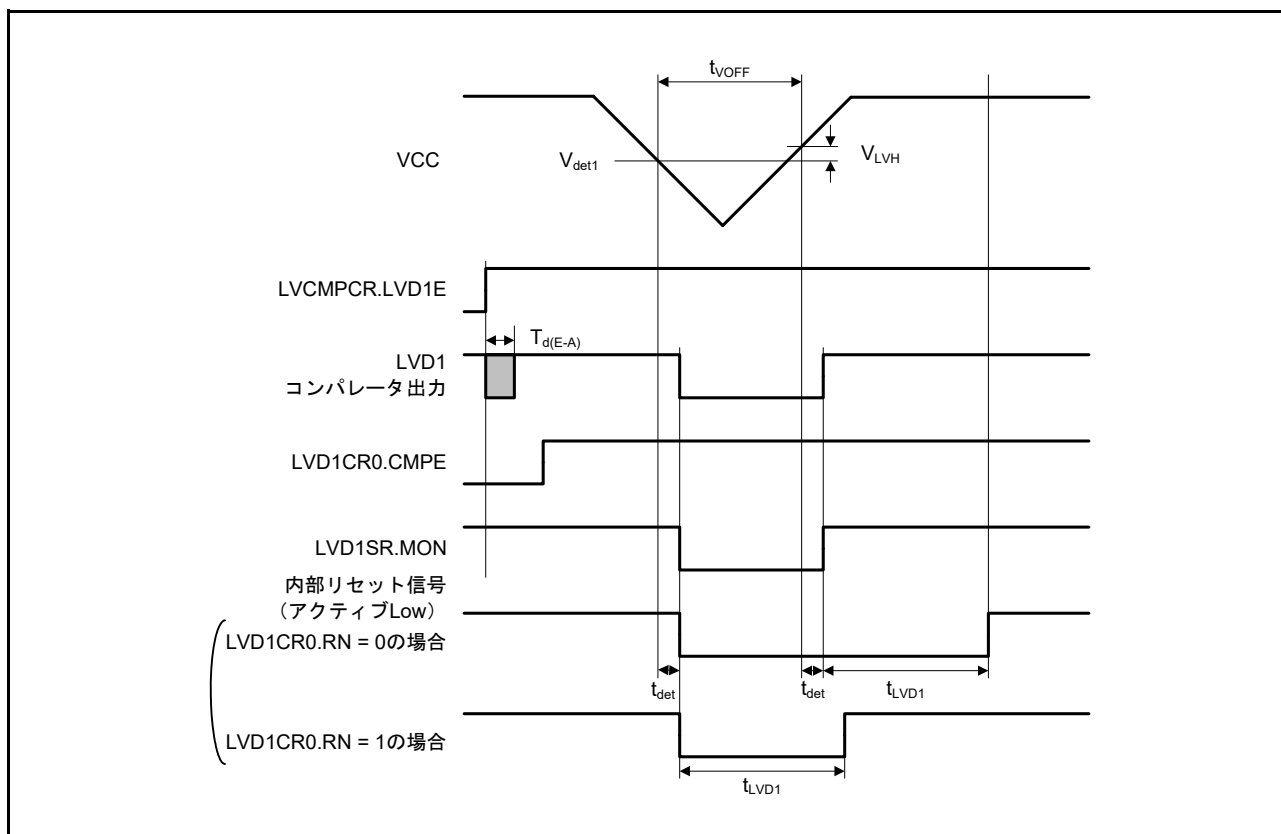 tVOFF
VCC
Vdet1
VLVH
LVCMPCR.LVD1E
Td(E-A)
LVD1
コンパレータ出力
LVD1CR0.CMPE
LVD1SR.MON
内部リセット信号
（アクティブLow）
LVD1CR0.RN = 0の場合
tdet
tdet
tLVD1
LVD1CR0.RN = 1の場合
tLVD1